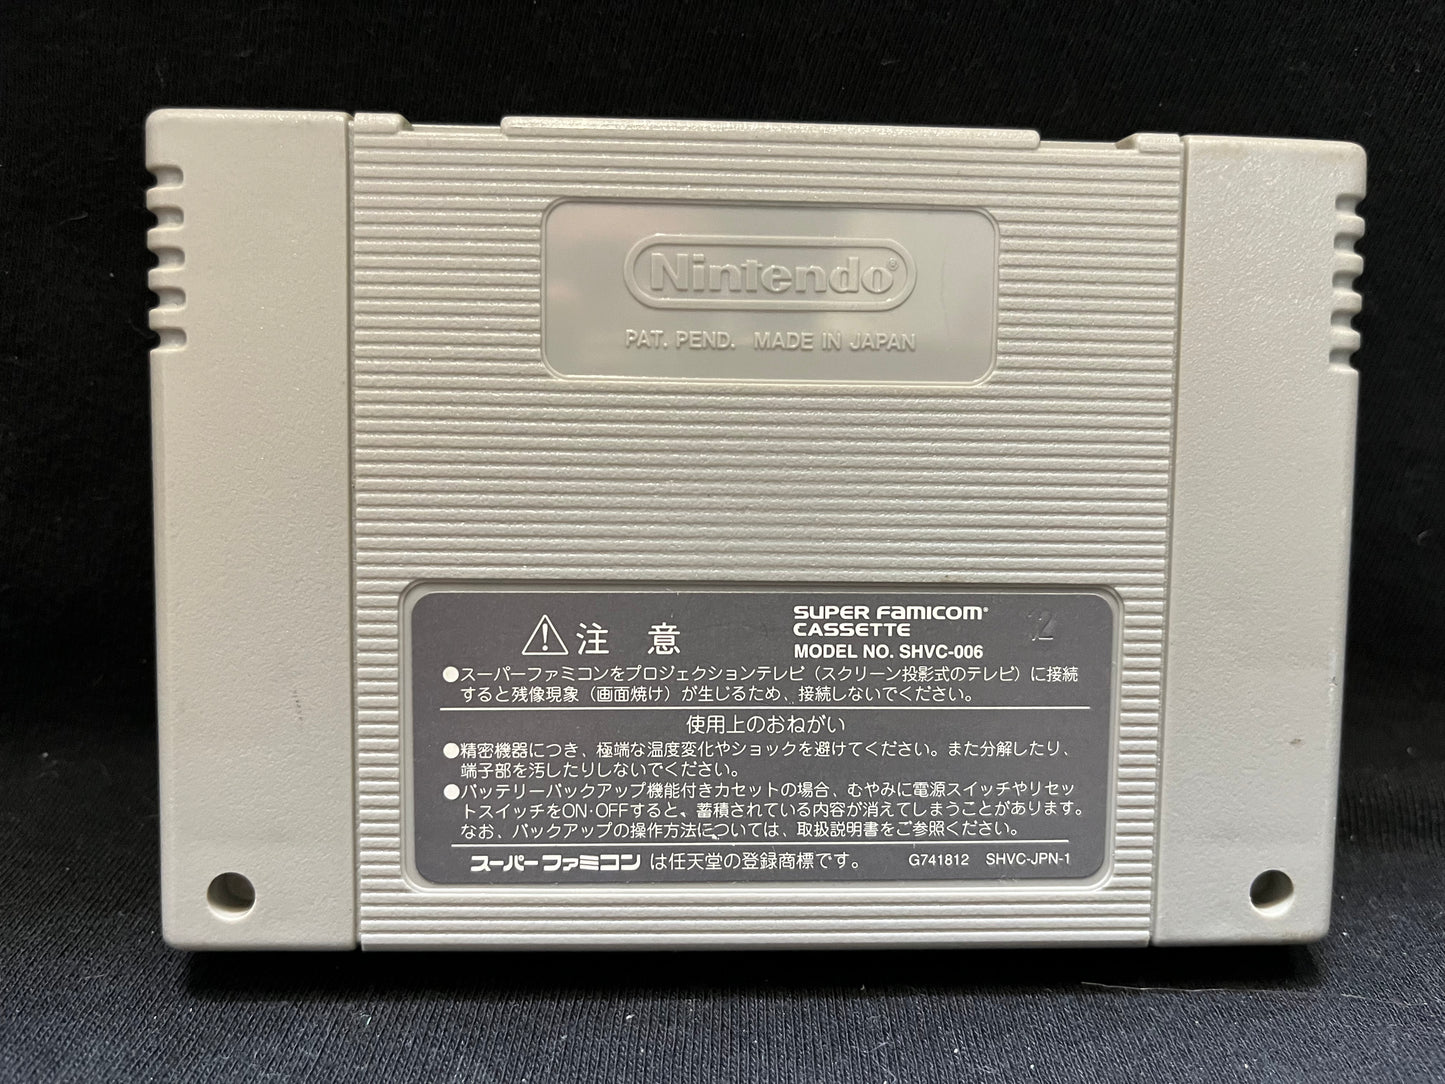 Nintendo®
PAT. PEND. MADE IN JAPAN
注 意
SUPER FAMICOM®
CASSETTE
MODEL NO. SHVC-006
12
●スーパーファミコンをプロジェクションテレビ（スクリーン投影式のテレビ）に接続
すると残像現象（画面焼け）が生じるため、接続しないでください。
使用上のおねがい
●精密機器につき、極端な温度変化やショックを避けてください。また分解したり、
端子部を汚したりしないでください。
●バッテリーバックアップ機能付きカセットの場合、むやみに電源スイッチやリセッ
トスイッチをON・OFFすると、蓄積されている内容が消えてしまうことがあります。
なお、バックアップの操作方法については、取扱説明書をご参照ください。
スーパーファミコン は任天堂の登録商標です。 G741812 SHVC-JPN-1